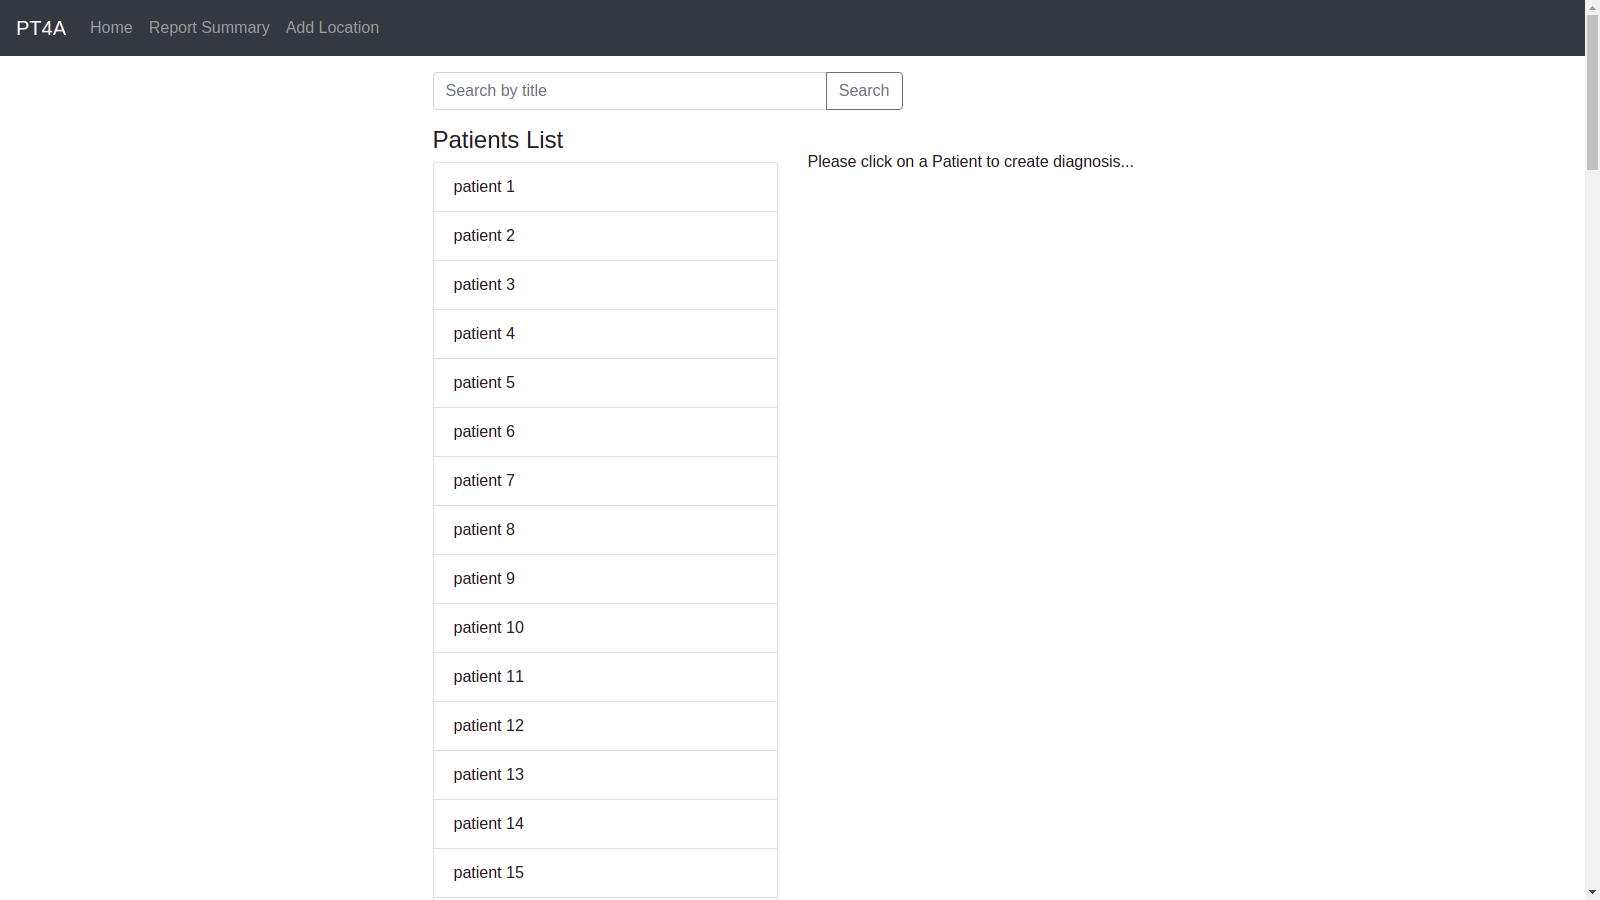 PT4A Home Report Summary Add Location
Search by title Search
Patients List
Please click on a Patient to create diagnosis...
patient 1
patient 2
patient 3
patient 4
patient 5
patient 6
patient 7
patient 8
patient 9
patient 10
patient 11
patient 12
patient 13
patient 14
patient 15